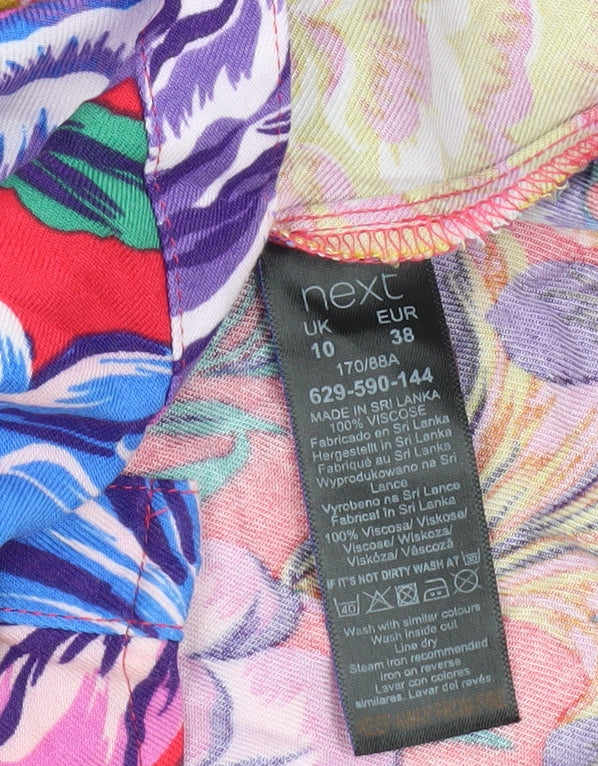 next
UK EUR
10 38
170/88A
629-590-144
MADE IN SRI LANKA
100% VISCOSE
Fabricado en Sri Lanka
Hergestellt in Sri Lanka
Fabriqué au Sri Lanka
Wyprodukowano na Sri
Lance
Vyrobeno na Srí Lance
Fabricat în Sri Lanka
100% Viscosa/ Viskose/
Viscose/ Wiskoza/
Viskóza/ Vâscoză
IF IT'S NOT DIRTY WASH AT 30
40
Wash with similar colours
Wash inside out
Line dry
Steam iron recommended
iron on reverse
Lavar con colores
similares. Lavar del revés.